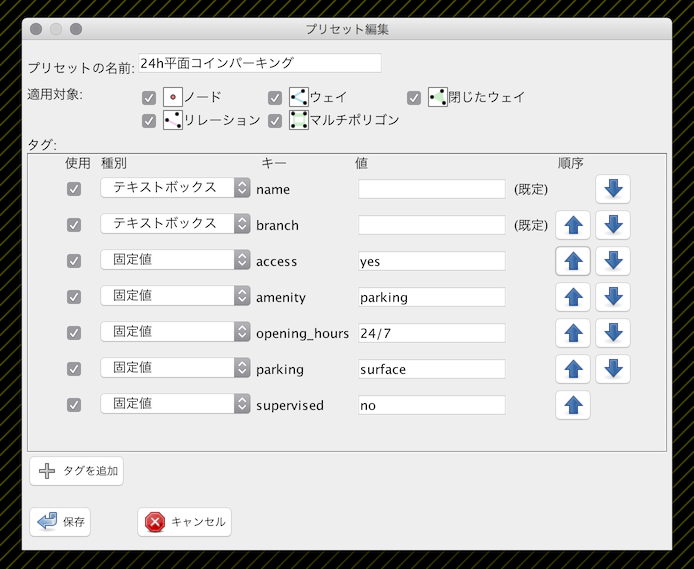 プリセット編集
プリセットの名前: 24h平面コインパーキング
適用対象: ノード ウェイ 閉じたウェイ
リレーション マルチポリゴン
タグ:
使用 種別 キー 値 順序
テキストボックス name (既定)
テキストボックス branch (既定)
固定値 access yes
固定値 amenity parking
固定値 opening_hours 24/7
固定値 parking surface
固定値 supervised no
タグを追加
保存 キャンセル